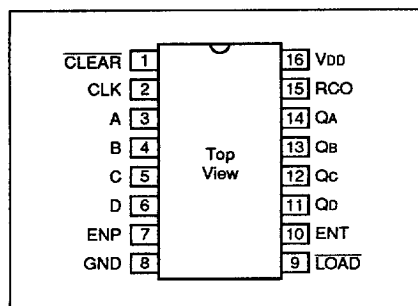 CLEAR 1 16 VDD
CLK 2 15 RCO
A 3 14 QA
B 4 13 QB
C 5 Top 12 QC
D 6 View 11 QD
ENP 7 10 ENT
GND 8 9 LOAD